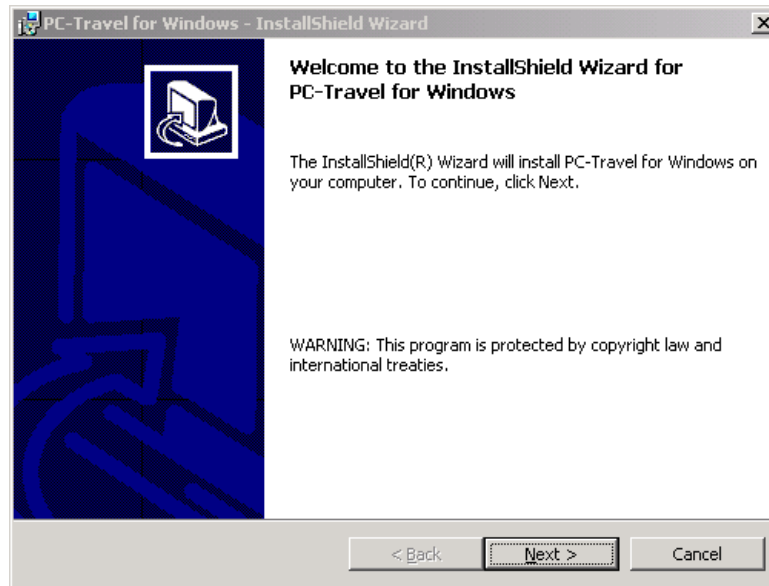 PC-Travel for Windows - InstallShield Wizard
Welcome to the InstallShield Wizard for
PC-Travel for Windows
The InstallShield(R) Wizard will install PC-Travel for Windows on
your computer. To continue, click Next.
WARNING: This program is protected by copyright law and
international treaties.
< Back Next > Cancel